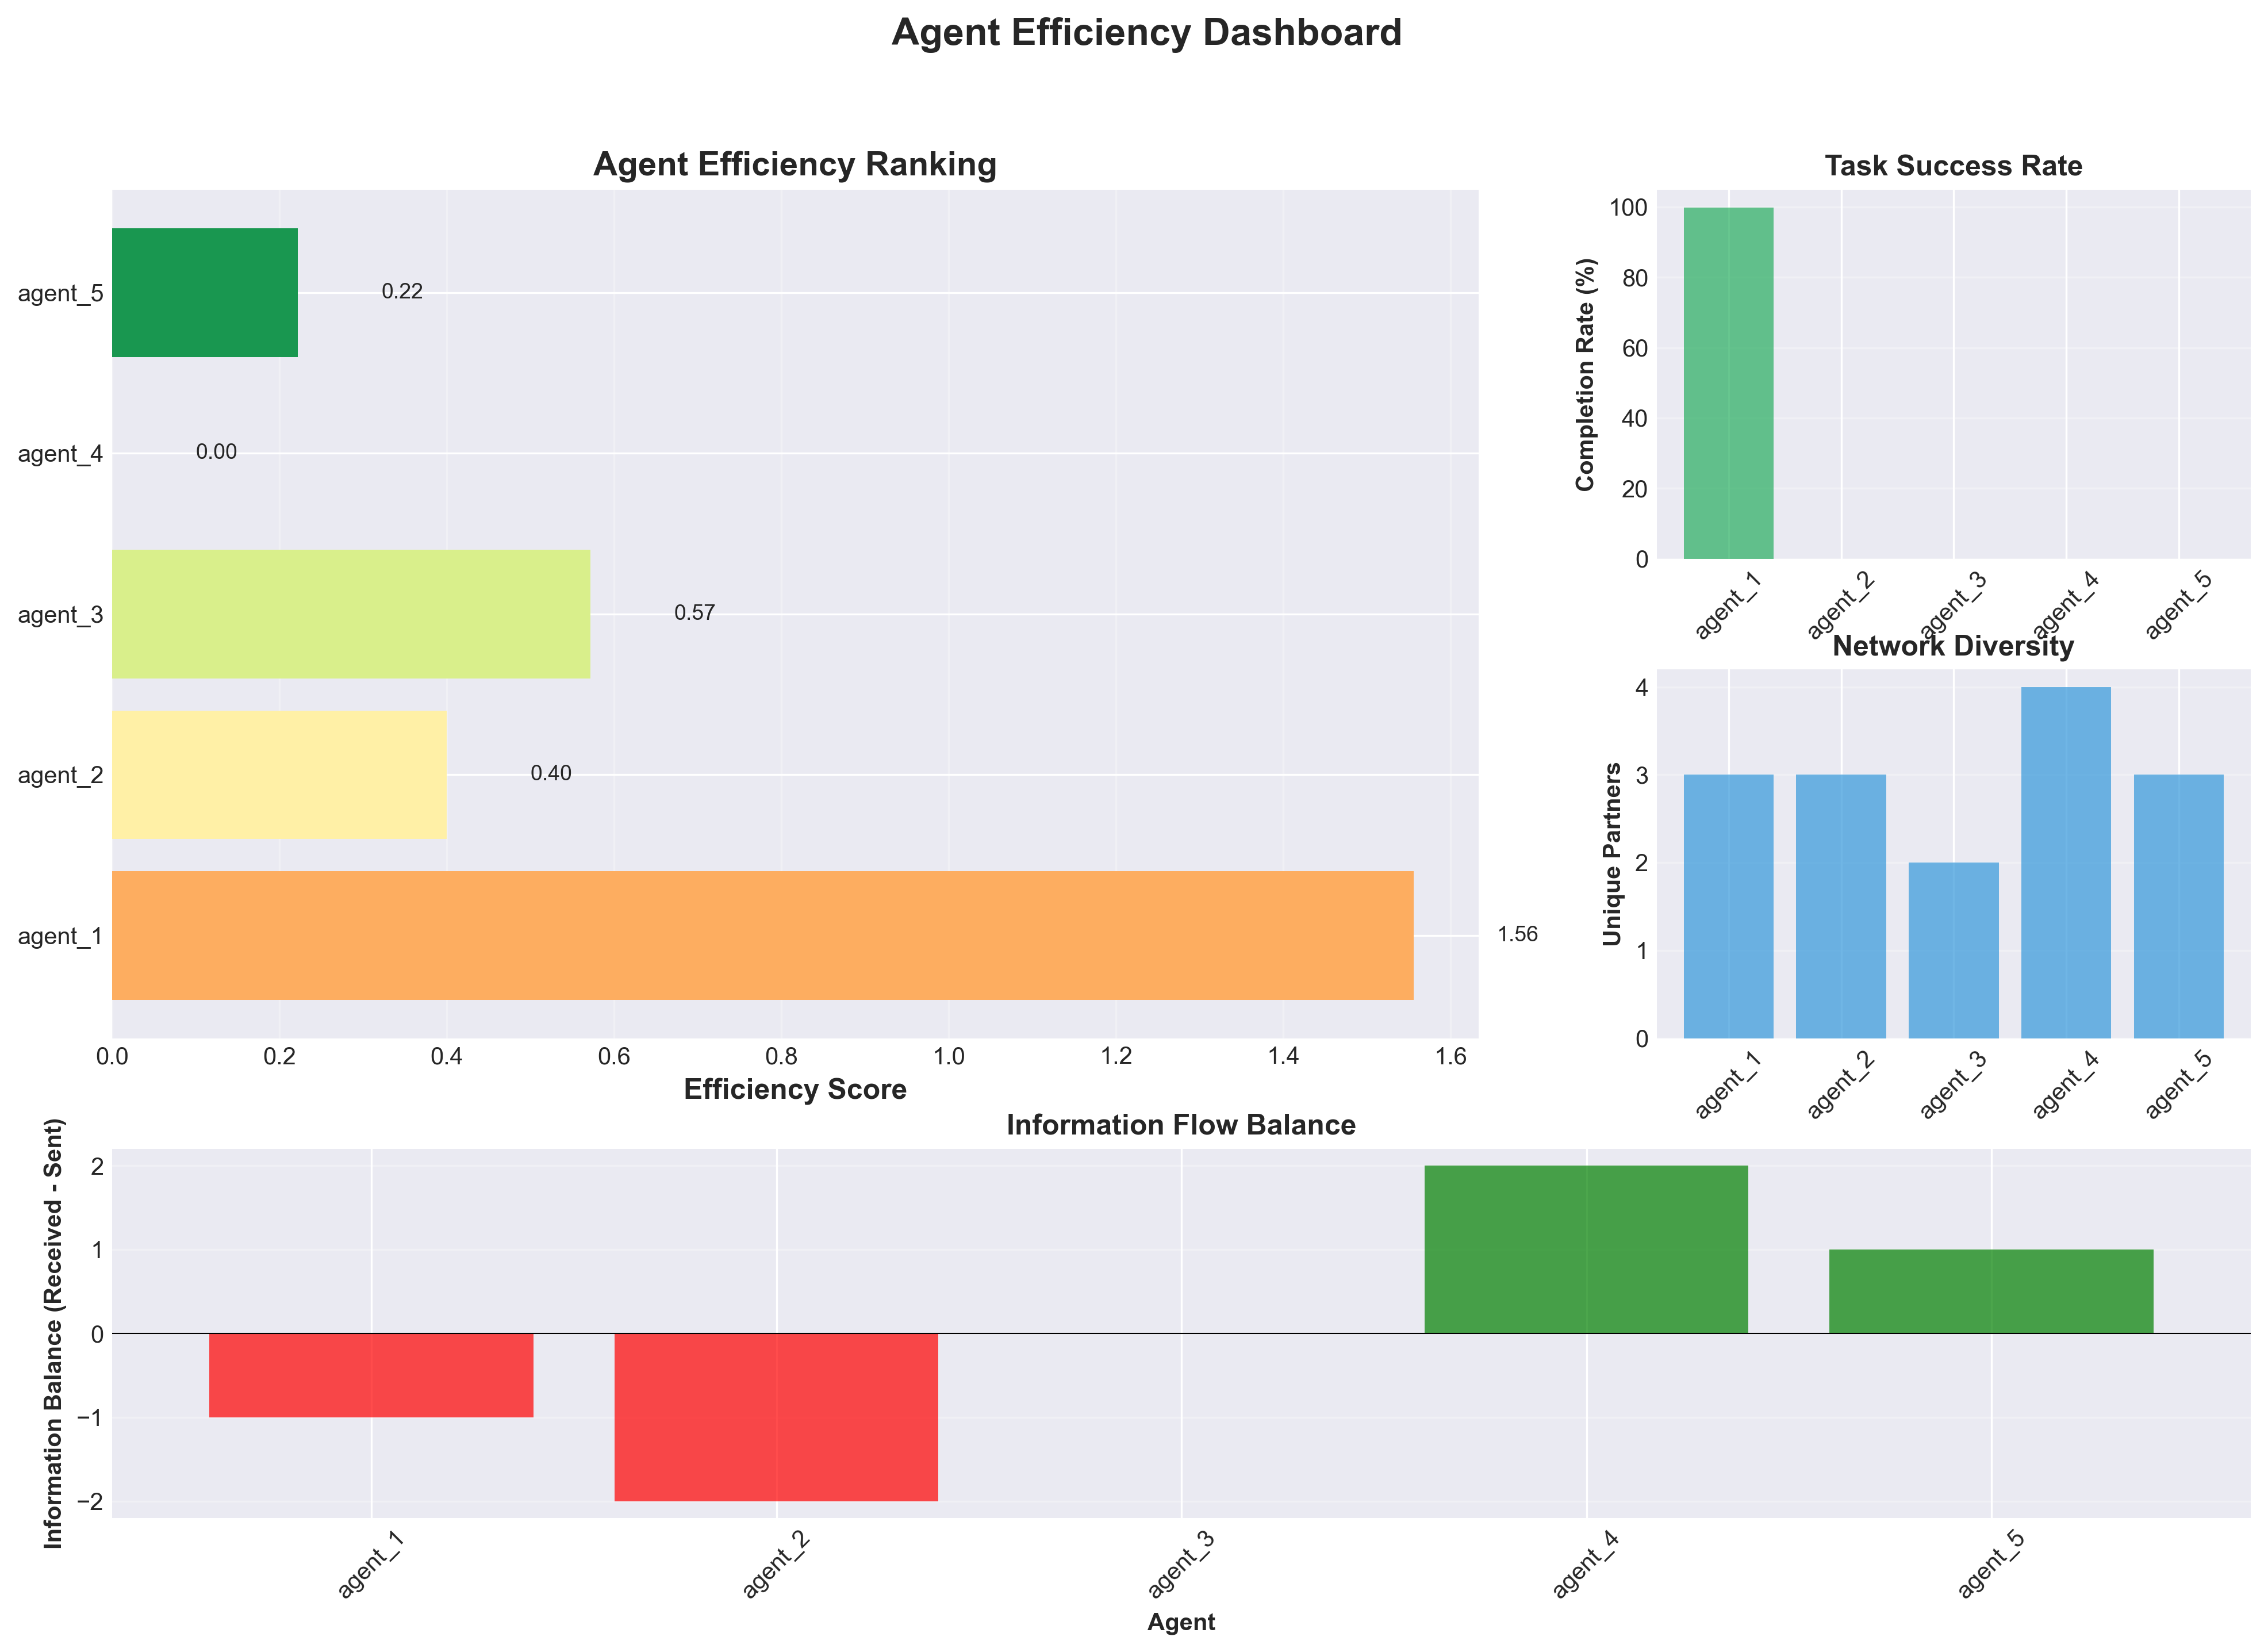 Agent Efficiency Dashboard
Agent Efficiency Ranking
agent_5
0.22
agent_4
0.00
agent_3
0.57
agent_2
0.40
agent_1
1.56
0.0 0.2 0.4 0.6 0.8 1.0 1.2 1.4 1.6
Efficiency Score
Task Success Rate
Completion Rate (%)
100
80
60
40
20
0
agent_1 agent_2 agent_3 agent_4 agent_5
Network Diversity
Unique Partners
4
3
2
1
0
agent_1 agent_2 agent_3 agent_4 agent_5
Information Flow Balance
Information Balance (Received - Sent)
2
1
0
−1
−2
agent_1 agent_2 agent_3 agent_4 agent_5
Agent